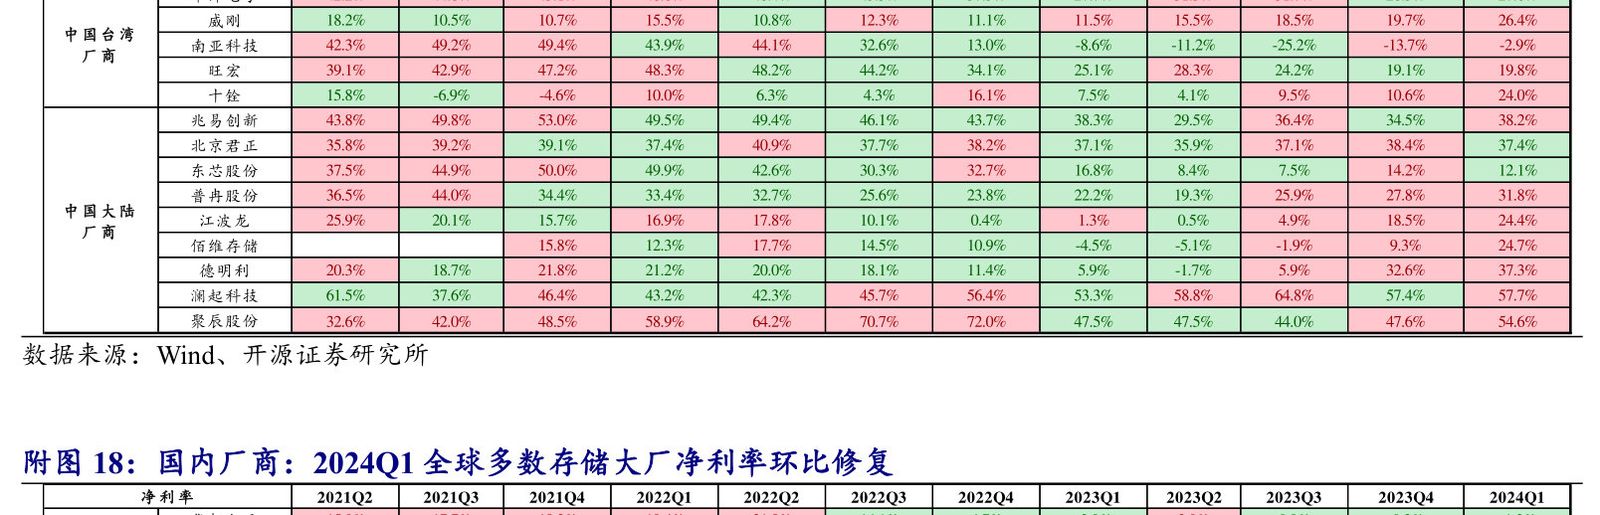 威刚 18.2% 10.5% 10.7% 15.5% 10.8% 12.3% 11.1% 11.5% 15.5% 18.5% 19.7% 26.4%
中国台湾厂商 南亚科技 42.3% 49.2% 49.4% 43.9% 44.1% 32.6% 13.0% -8.6% -11.2% -25.2% -13.7% -2.9%
旺宏 39.1% 42.9% 47.2% 48.3% 48.2% 44.2% 34.1% 25.1% 28.3% 24.2% 19.1% 19.8%
十铨 15.8% -6.9% -4.6% 10.0% 6.3% 4.3% 16.1% 7.5% 4.1% 9.5% 10.6% 24.0%
兆易创新 43.8% 49.8% 53.0% 49.5% 49.4% 46.1% 43.7% 38.3% 29.5% 36.4% 34.5% 38.2%
北京君正 35.8% 39.2% 39.1% 37.4% 40.9% 37.7% 38.2% 37.1% 35.9% 37.1% 38.4% 37.4%
东芯股份 37.5% 44.9% 50.0% 49.9% 42.6% 30.3% 32.7% 16.8% 8.4% 7.5% 14.2% 12.1%
普冉股份 36.5% 44.0% 34.4% 33.4% 32.7% 25.6% 23.8% 22.2% 19.3% 25.9% 27.8% 31.8%
中国大陆厂商 江波龙 25.9% 20.1% 15.7% 16.9% 17.8% 10.1% 0.4% 1.3% 0.5% 4.9% 18.5% 24.4%
佰维存储 15.8% 12.3% 17.7% 14.5% 10.9% -4.5% -5.1% -1.9% 9.3% 24.7%
德明利 20.3% 18.7% 21.8% 21.2% 20.0% 18.1% 11.4% 5.9% -1.7% 5.9% 32.6% 37.3%
澜起科技 61.5% 37.6% 46.4% 43.2% 42.3% 45.7% 56.4% 53.3% 58.8% 64.8% 57.4% 57.7%
聚辰股份 32.6% 42.0% 48.5% 58.9% 64.2% 70.7% 72.0% 47.5% 47.5% 44.0% 47.6% 54.6%
数据来源：Wind、开源证券研究所
附图 18：国内厂商：2024Q1 全球多数存储大厂净利率环比修复
净利率 2021Q2 2021Q3 2021Q4 2022Q1 2022Q2 2022Q3 2022Q4 2023Q1 2023Q2 2023Q3 2023Q4 2024Q1